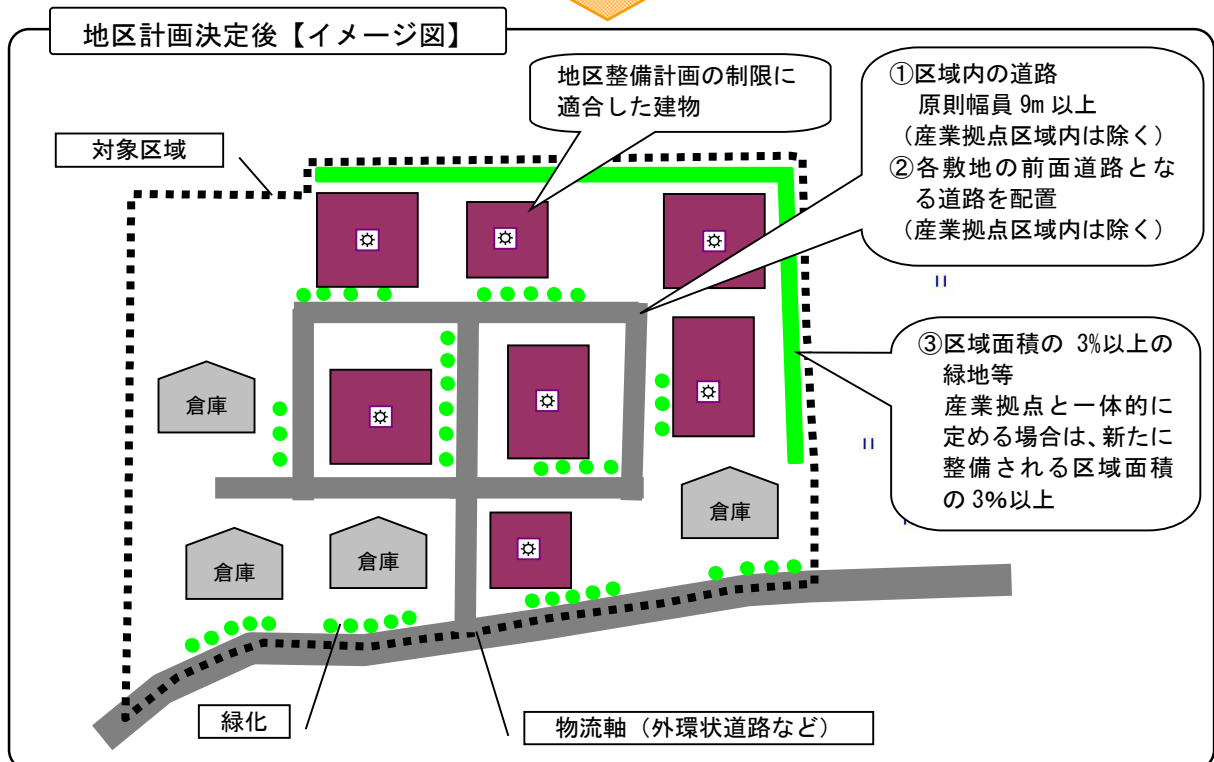 地区計画決定後【イメージ図】
地区整備計画の制限に
適合した建物
①区域内の道路
原則幅員 9m 以上
（産業拠点区域内は除く）
②各敷地の前面道路とな
る道路を配置
（産業拠点区域内は除く）
対象区域
③区域面積の 3%以上の
緑地等
産業拠点と一体的に
定める場合は、新たに
整備される区域面積
の 3%以上
倉庫
倉庫
倉庫
倉庫
緑化
物流軸（外環状道路など）